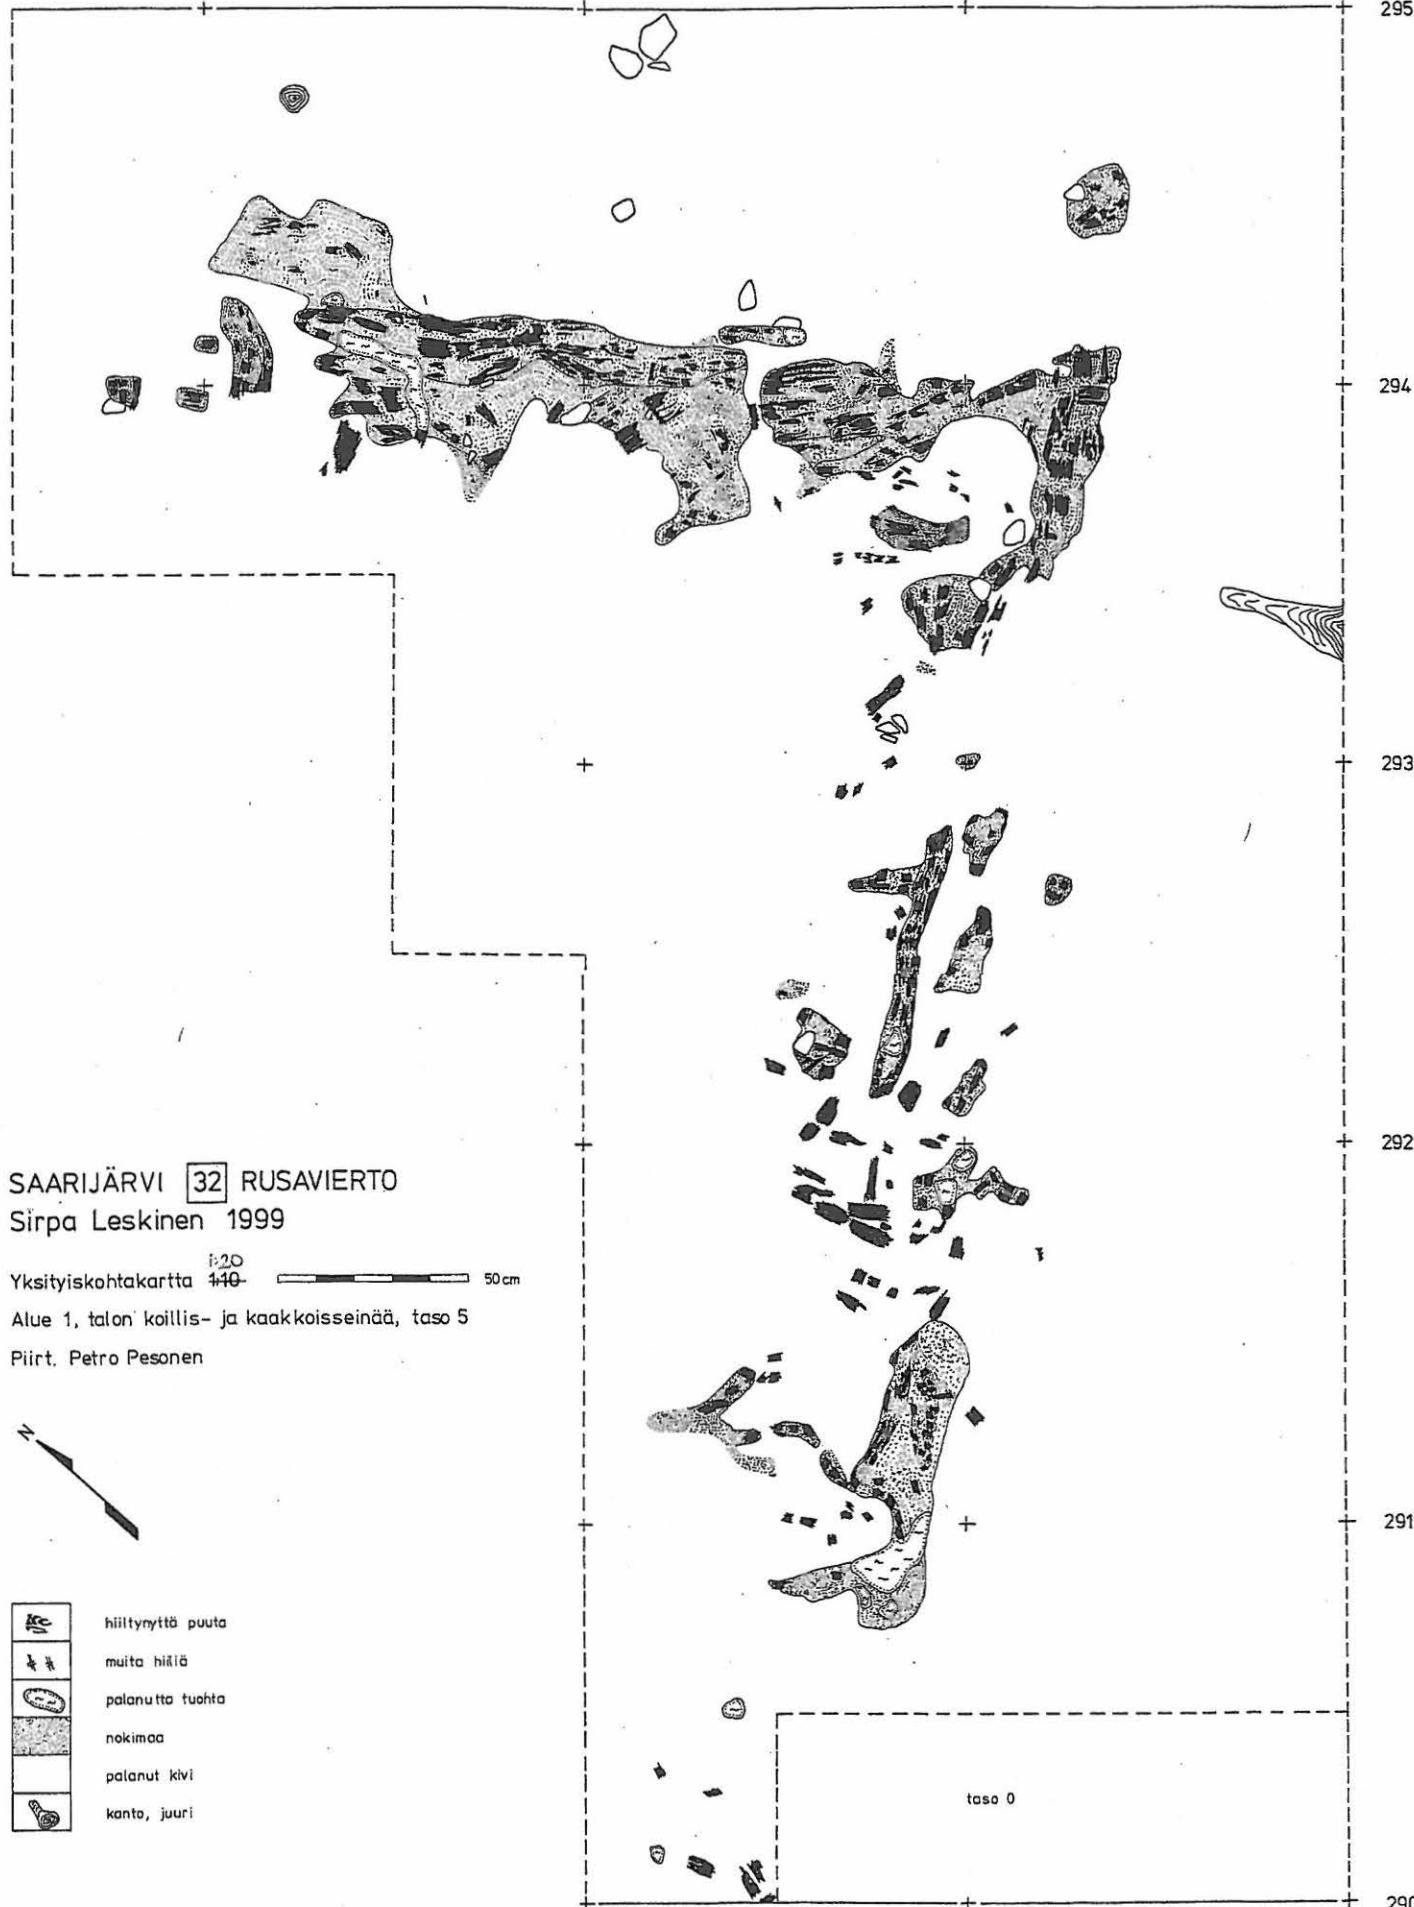 295
294
293
292
SAARIJÄRVI 32 RUSAVIERTO
Sirpa Leskinen 1999
1:20
Yksityiskohtakartta 1:10 50cm
Alue 1, talon koillis- ja kaakkoisseinää, taso 5
Piirt. Petro Pesonen
N
291
hiiltynyttä puuta
muita hiiliä
palanutta tuohta
nokimaa
palanut kivi
kanto, juuri
taso 0
290